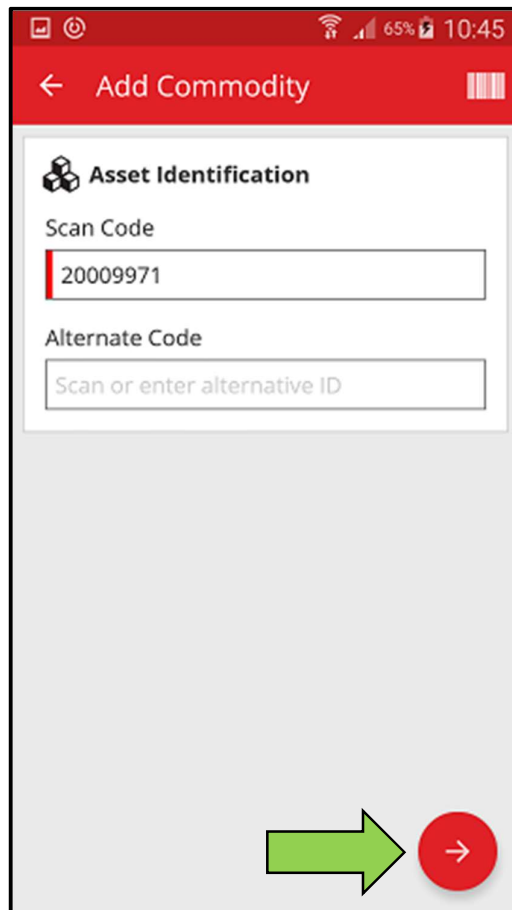 65% 10:45
Add Commodity
Asset Identification
Scan Code
20009971
Alternate Code
Scan or enter alternative ID